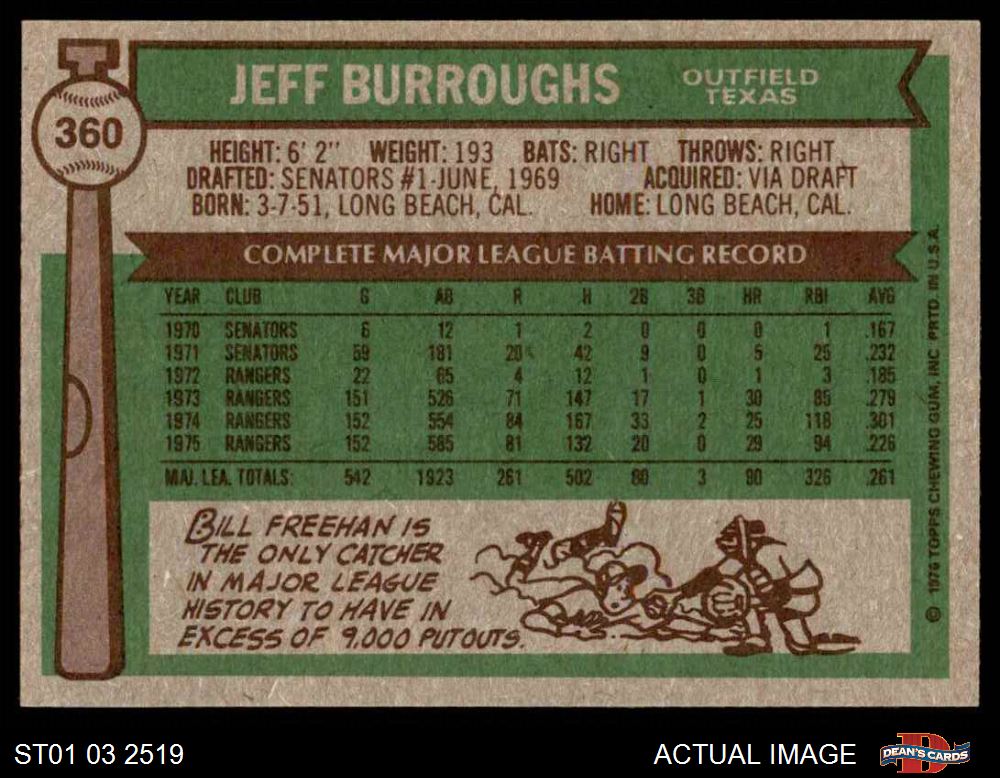 360
JEFF BURROUGHS OUTFIELD
TEXAS
HEIGHT: 6' 2" WEIGHT: 193 BATS: RIGHT THROWS: RIGHT
DRAFTED: SENATORS #1-JUNE, 1969 ACQUIRED: VIA DRAFT
BORN: 3-7-51, LONG BEACH, CAL. HOME: LONG BEACH, CAL.
COMPLETE MAJOR LEAGUE BATTING RECORD
YEAR CLUB G AB R H 2B 3B HR RBI AVG
1970 SENATORS 6 12 1 2 0 0 0 1 .167
1971 SENATORS 59 181 20 42 9 0 5 25 .232
1972 RANGERS 22 65 4 12 1 0 1 3 .185
1973 RANGERS 151 526 71 147 17 1 30 85 .279
1974 RANGERS 152 554 84 167 33 2 25 118 .301
1975 RANGERS 152 585 81 132 20 0 29 94 .226
MAJ. LEA. TOTALS: 542 1923 261 502 80 3 90 326 .261
BILL FREEHAN IS
THE ONLY CATCHER
IN MAJOR LEAGUE
HISTORY TO HAVE IN
EXCESS OF 9,000 PUTOUTS.
© 1976 TOPPS CHEWING GUM, INC PRTD. IN U.S.A.
ST01 03 2519 ACTUAL IMAGE DEAN'S CARDS